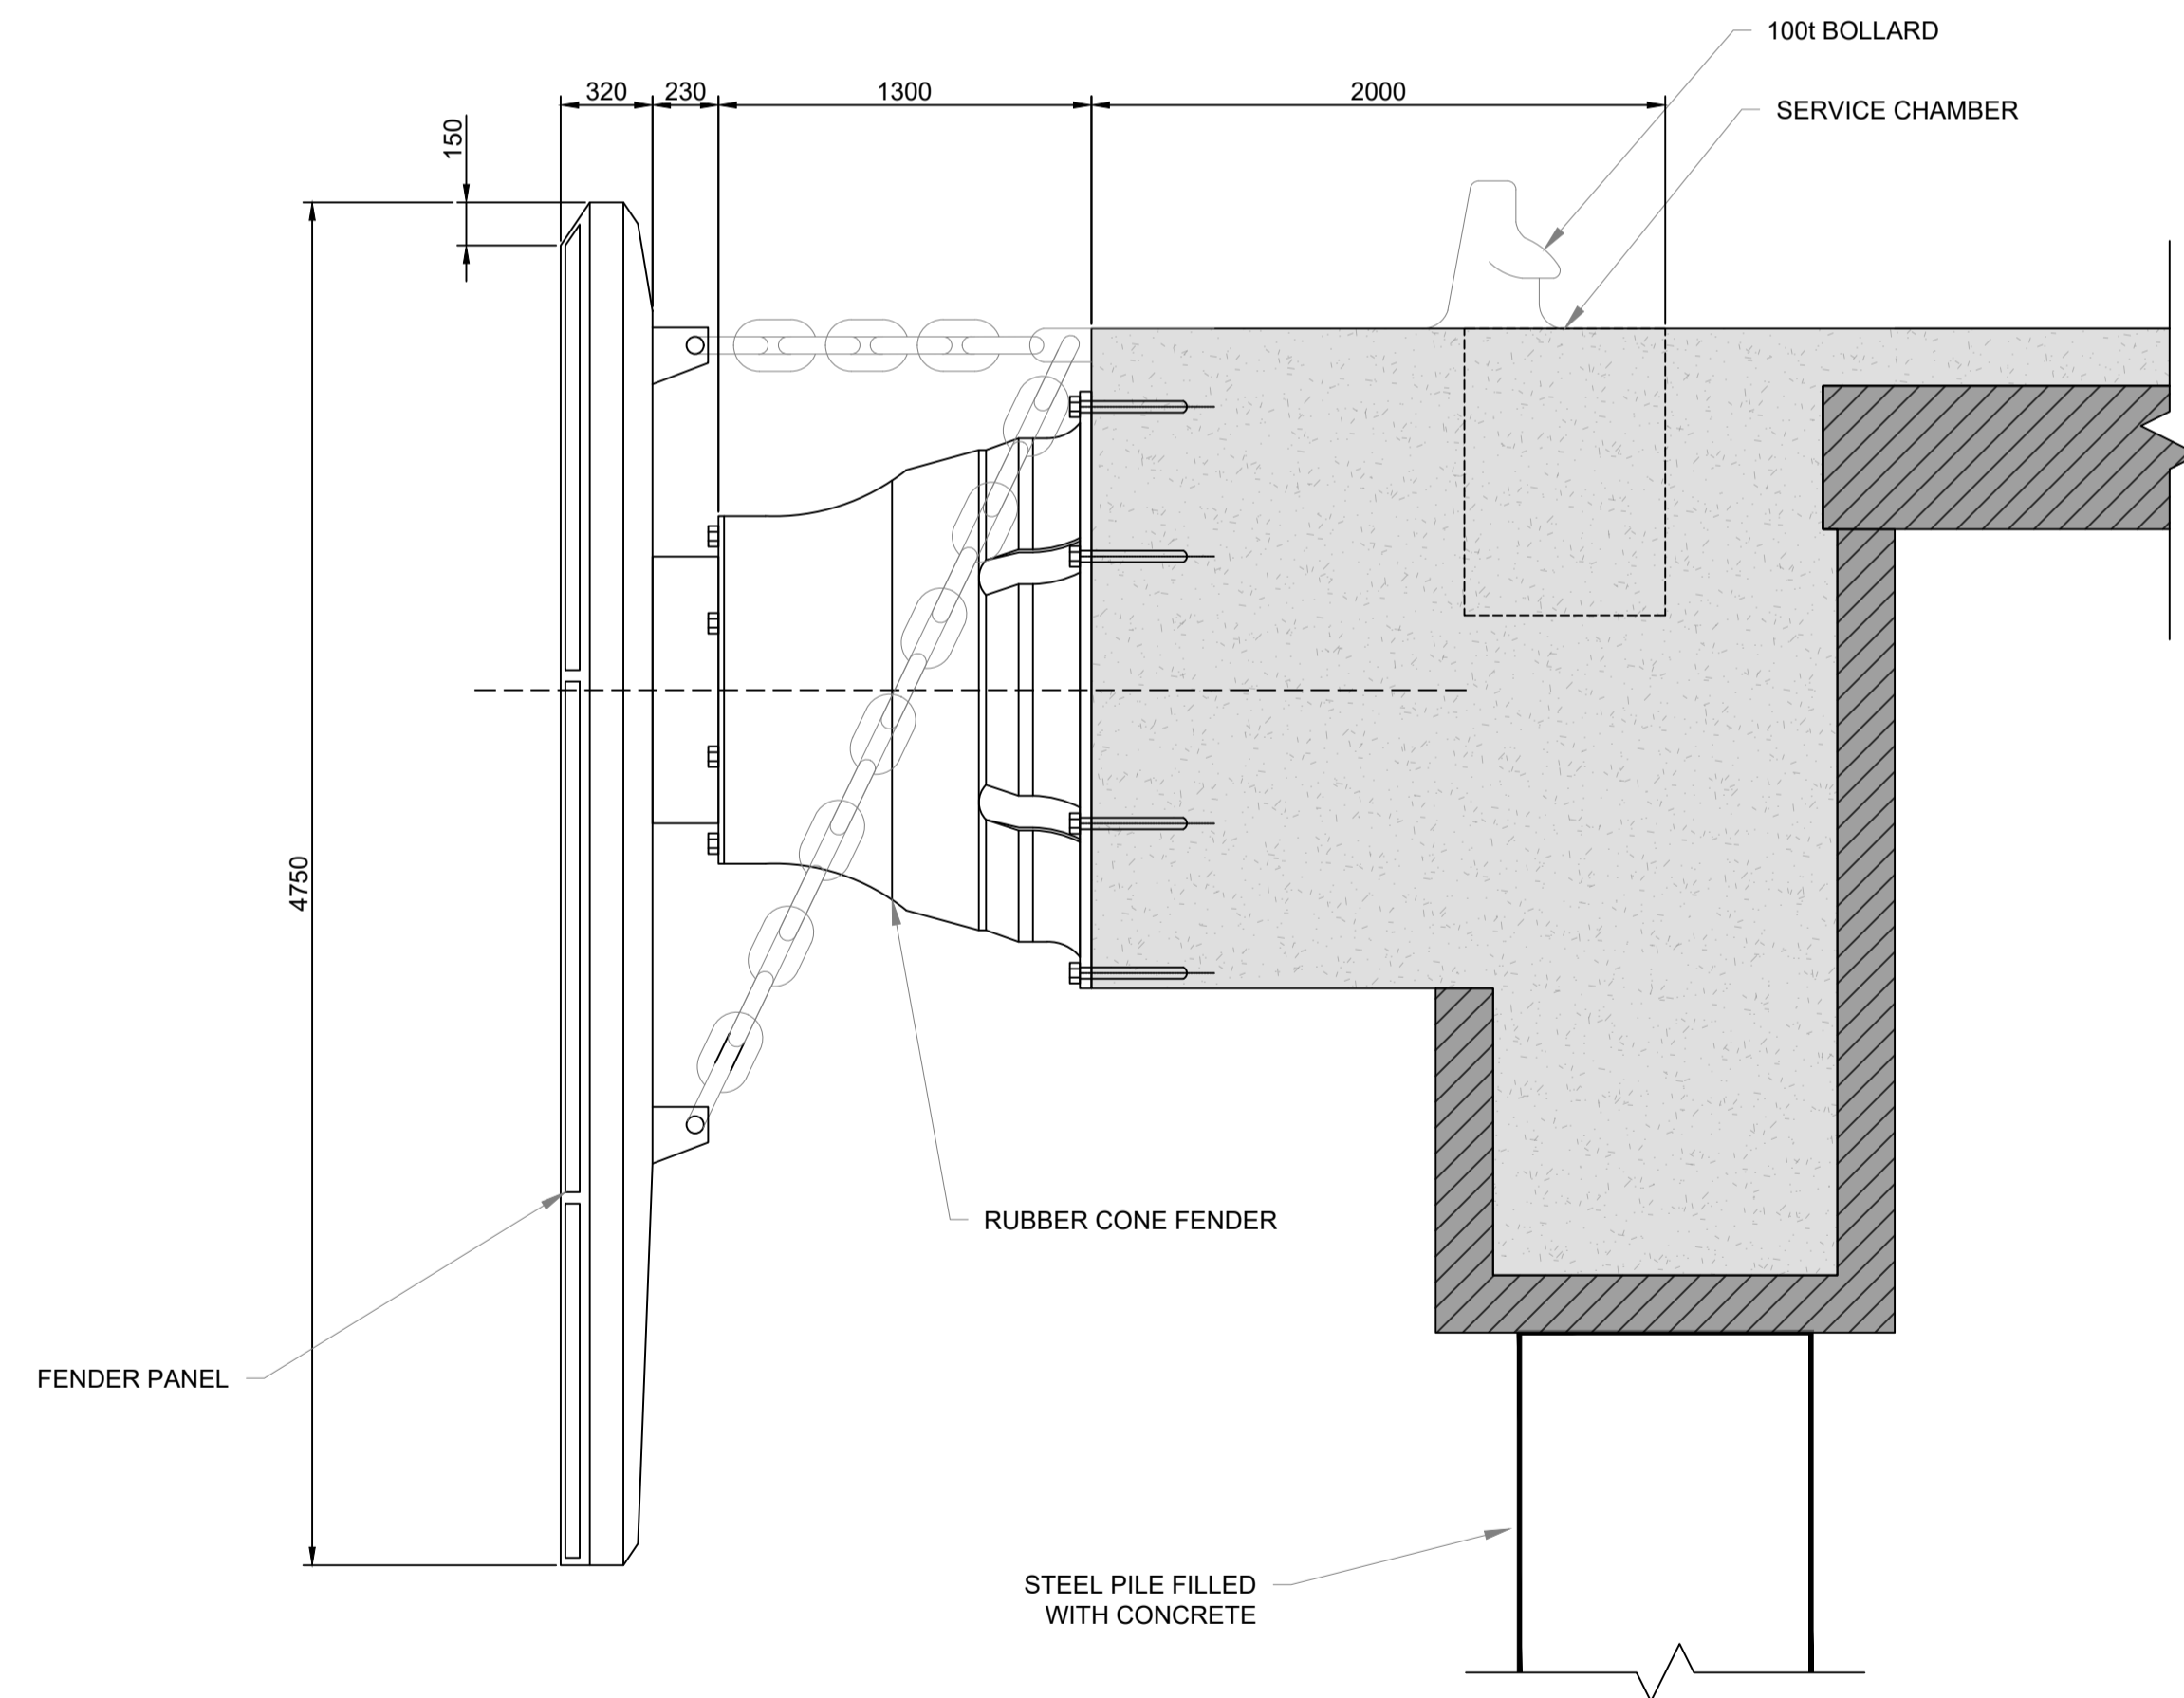 100t BOLLARD
320
230
1300
2000
SERVICE CHAMBER
150
4750
RUBBER CONE FENDER
FENDER PANEL
STEEL PILE FILLED
WITH CONCRETE